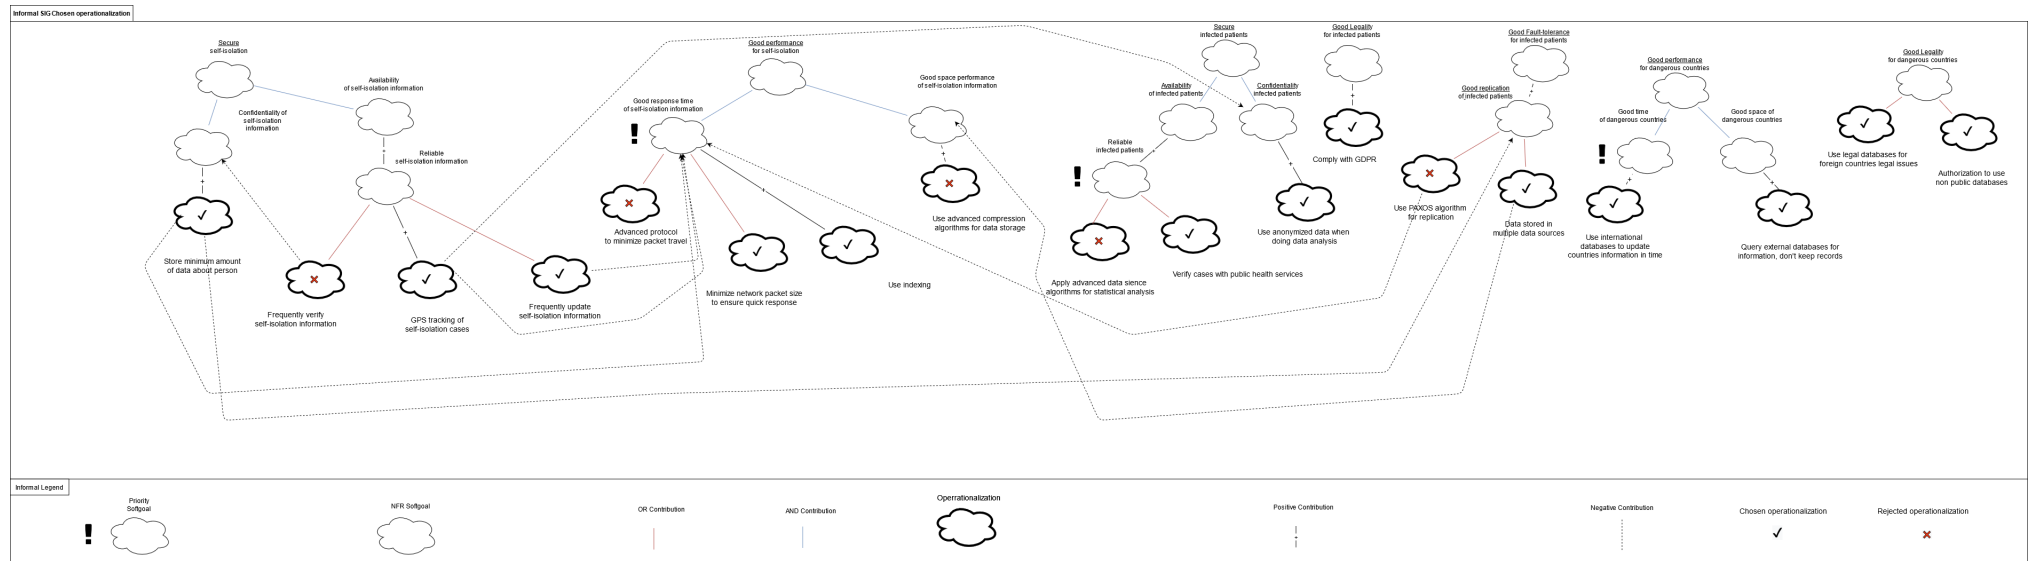 Informal SIG Chosen operationalization
Secure
self-isolation
Availability
of self-isolation information
Confidentiality of
self-isolation
information
Reliable
self-isolation information
Store minimum amount
of data about person
Frequently verify
self-isolation information
GPS tracking of
self-isolation cases
Frequently update
self-isolation information
Good performance
for self-isolation
Good response time
of self-isolation information
Good space performance
of self-isolation information
Advanced protocol
to minimize packet travel
Minimize network packet size
to ensure quick response
Use indexing
Use advanced compression
algorithms for data storage
Secure
infected patients
Availability
of infected patients
Confidentiality
infected patients
Reliable
infected patients
Apply advanced data sience
algorithms for statistical analysis
Verify cases with public health services
Use anonymized data when
doing data analysis
Good Legality
for infected patients
Comply with GDPR
Good Fault-tolerance
for infected patients
Good replication
of infected patients
Use PAXOS algorithm
for replication
Data stored in
multiple data sources
Good performance
for dangerous countries
Good time
of dangerous countries
Good space of
dangerous countries
Use international
databases to update
countries information in time
Query external databases for
information, don't keep records
Good Legality
for dangerous countries
Use legal databases for
foreign countries legal issues
Authorization to use
non public databases
Informal Legend
Priority
Softgoal
NFR Softgoal
OR Contribution
AND Contribution
Operrationalization
Positive Contribution
Negative Contribution
Chosen operationalization
Rejected operationalization